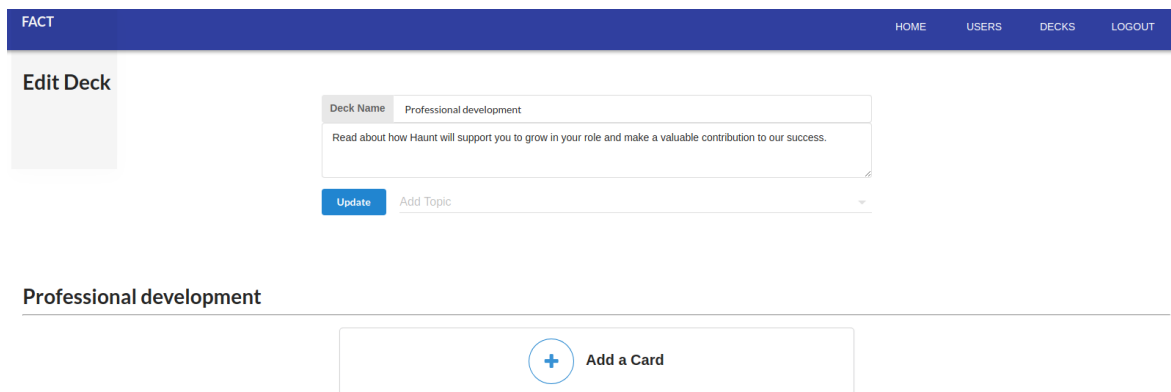 FACT
HOME USERS DECKS LOGOUT
Edit Deck
Deck Name Professional development
Read about how Haunt will support you to grow in your role and make a valuable contribution to our success.
Update Add Topic
Professional development
Add a Card